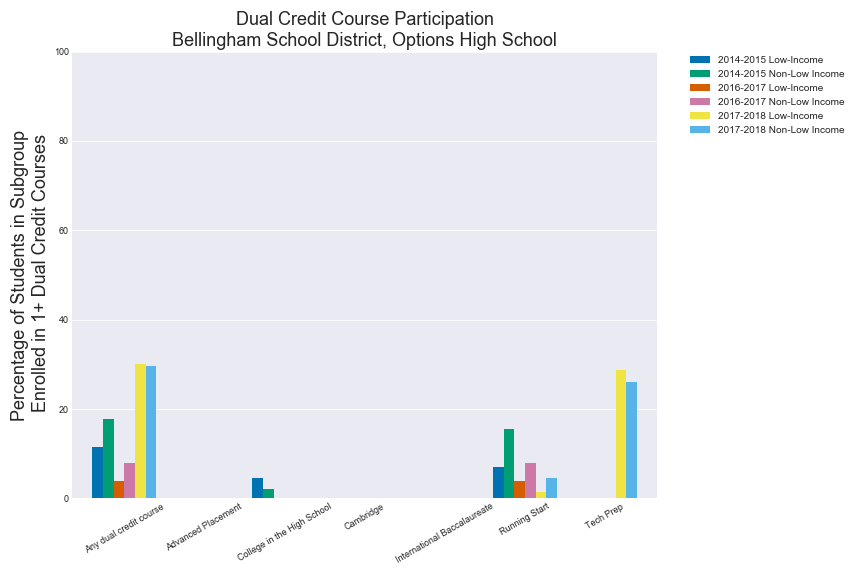 Dual Credit Course Participation
Bellingham School District, Options High School
Percentage of Students in Subgroup
Enrolled in 1+ Dual Credit Courses
100
80
60
40
20
0
Any dual credit course
Advanced Placement
College in the High School
Cambridge
International Baccalaureate
Running Start
Tech Prep
2014-2015 Low-Income
2014-2015 Non-Low Income
2016-2017 Low-Income
2016-2017 Non-Low Income
2017-2018 Low-Income
2017-2018 Non-Low Income